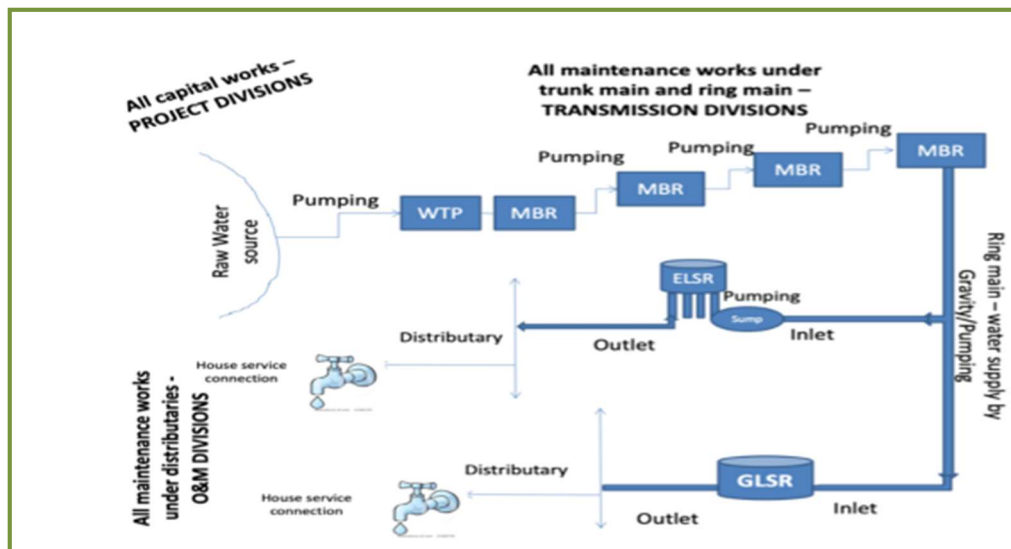 All capital works –
PROJECT DIVISIONS
All maintenance works under
trunk main and ring main –
TRANSMISSION DIVISIONS
Pumping
MBR
Pumping
MBR
Pumping
MBR
Pumping
WTP
MBR
Raw Water
source
Ring main – water supply by
Gravity/Pumping
ELSR
Pumping
Sump
Inlet
Outlet
Distributary
House service
connection
All maintenance works
under distributaries -
O&M DIVISIONS
GLSR
Inlet
Outlet
Distributary
House service
connection